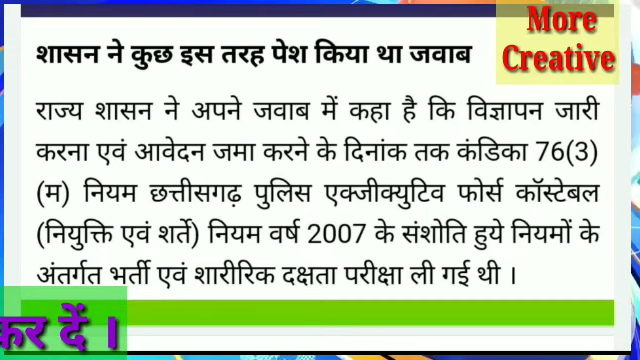 More
Creative
शासन ने कुछ इस तरह पेश किया था जवाब
राज्य शासन ने अपने जवाब में कहा है कि विज्ञापन जारी
करना एवं आवेदन जमा करने के दिनांक तक कंडिका 76(3)
(म) नियम छत्तीसगढ़ पुलिस एक्जीक्युटिव फोर्स कॉस्टेबल
(नियुक्ति एवं शर्ते) नियम वर्ष 2007 के संशोति हुये नियमों के
अंतर्गत भर्ती एवं शारीरिक दक्षता परीक्षा ली गई थी ।
कर दें ।